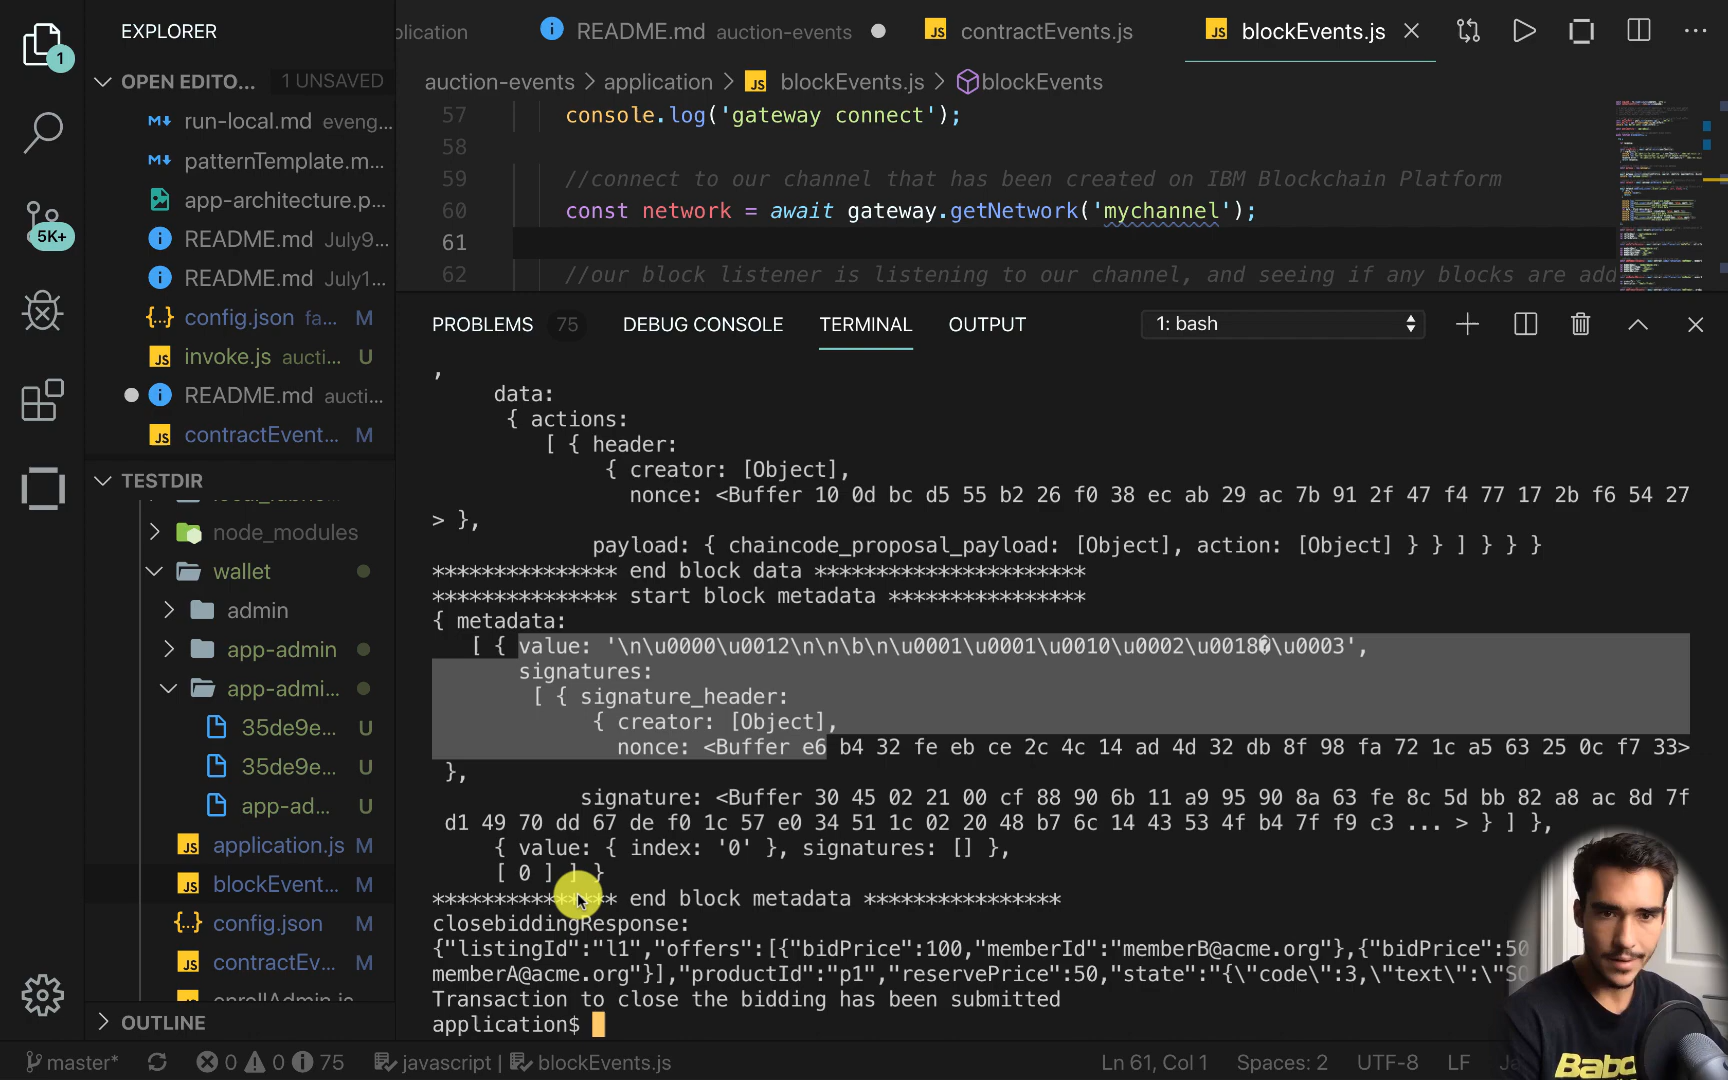 EXPLORER
plication
README.md auction-events
contractEvents.js
blockEvents.js
1
OPEN EDITO... 1 UNSAVED
auction-events > application > JS blockEvents.js > blockEvents
run-local.md eveng...
patternTemplate.m...
app-architecture.p...
README.md July9...
README.md July1...
config.json fa... M
invoke.js aucti... U
README.md aucti...
contractEvent... M
5K+
57 console.log('gateway connect');
58
59 //connect to our channel that has been created on IBM Blockchain Platform
60 const network = await gateway.getNetwork('mychannel');
61
62 //our block listener is listening to our channel, and seeing if any blocks are add
PROBLEMS 75 DEBUG CONSOLE TERMINAL OUTPUT 1: bash
TESTDIR
node_modules
wallet
admin
app-admin
app-admi...
35de9e... U
35de9e... U
app-ad... U
JS application.js M
JS blockEvent... M
{..} config.json M
JS contractEv... M
enrollAdmin.js
OUTLINE
,
data:
{ actions:
[ { header:
{ creator: [Object],
nonce: <Buffer 10 0d bc d5 55 b2 26 f0 38 ec ab 29 ac 7b 91 2f 47 f4 77 17 2b f6 54 27
> },
payload: { chaincode_proposal_payload: [Object], action: [Object] } } ] } } }
*************** end block data **********************
*************** start block metadata ****************
{ metadata:
[ { value: '\n\u0000\u0012\n\n\b\n\u0001\u0001\u0010\u0002\u0018�\u0003',
signatures:
[ { signature_header:
{ creator: [Object],
nonce: <Buffer e6 b4 32 fe eb ce 2c 4c 14 ad 4d 32 db 8f 98 fa 72 1c a5 63 25 0c f7 33>
},
signature: <Buffer 30 45 02 21 00 cf 88 90 6b 11 a9 95 90 8a 63 fe 8c 5d bb 82 a8 ac 8d 7f
d1 49 70 dd 67 de f0 1c 57 e0 34 51 1c 02 20 48 b7 6c 14 43 53 4f b4 7f f9 c3 ... > } ] },
{ value: { index: '0' }, signatures: [] },
[ 0 ] ] }
*************** end block metadata ****************
closebiddingResponse:
{"listingId":"l1","offers":[{"bidPrice":100,"memberId":"memberB@acme.org"},{"bidPrice":50
memberA@acme.org"}],"productId":"p1","reservePrice":50,"state":"{\"code\":3,\"text\":\"SO
Transaction to close the bidding has been submitted
application$
master* 0 0 75 javascript | blockEvents.js Ln 61, Col 1 Spaces: 2 UTF-8 LF